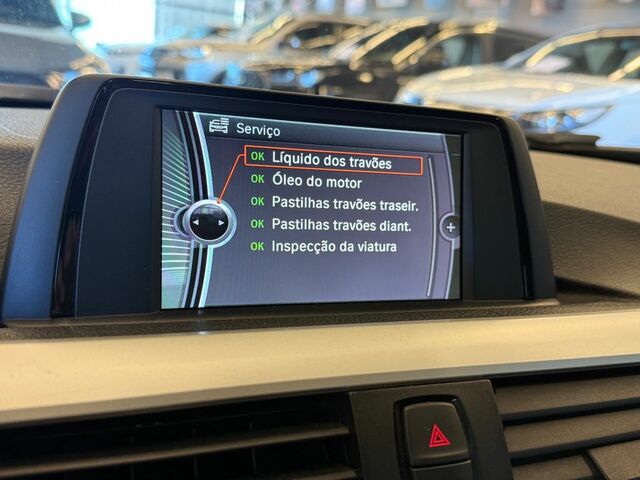 Serviço
OK Líquido dos travões
OK Óleo do motor
OK Pastilhas travões traseir.
OK Pastilhas travões diant.
OK Inspecção da viatura